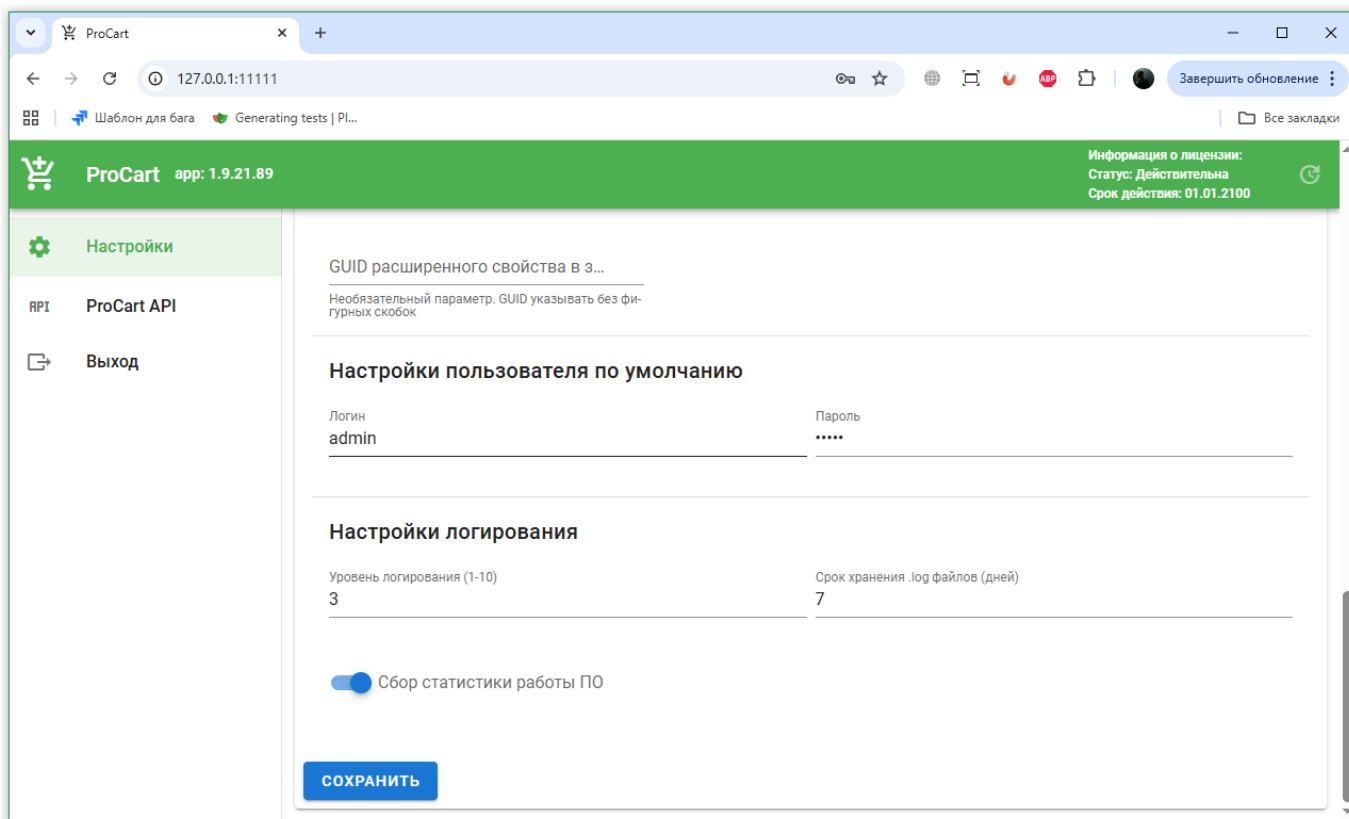 ProCart
127.0.0.1:11111
ABP
Завершить обновление
Шаблон для бага
Generating tests | Pl...
Все закладки
ProCart app: 1.9.21.89
Информация о лицензии:
Статус: Действительна
Срок действия: 01.01.2100
Настройки
API ProCart API
Выход
GUID расширенного свойства в з...
Необязательный параметр. GUID указывать без фи-
гурных скобок
Настройки пользователя по умолчанию
Логин
admin
Пароль
•••••
Настройки логирования
Уровень логирования (1-10)
3
Срок хранения .log файлов (дней)
7
Сбор статистики работы ПО
СОХРАНИТЬ